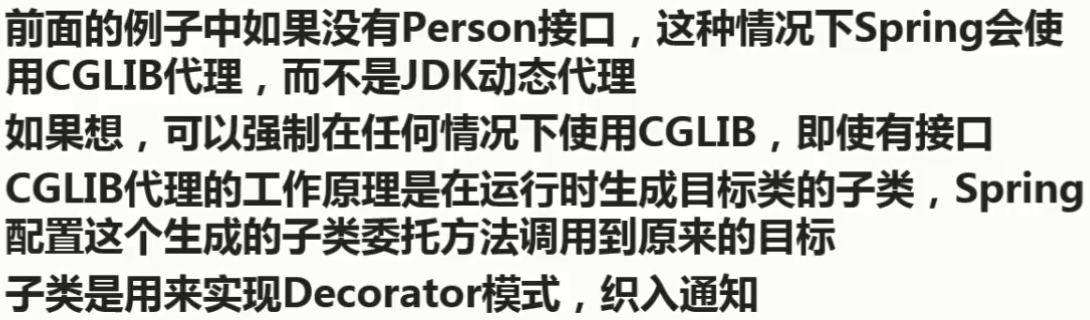 前面的例子中如果没有Person接口，这种情况下Spring会使
用CGLIB代理，而不是JDK动态代理
如果想，可以强制在任何情况下使用CGLIB，即使有接口
CGLIB代理的工作原理是在运行时生成目标类的子类，Spring
配置这个生成的子类委托方法调用到原来的目标
子类是用来实现Decorator模式，织入通知